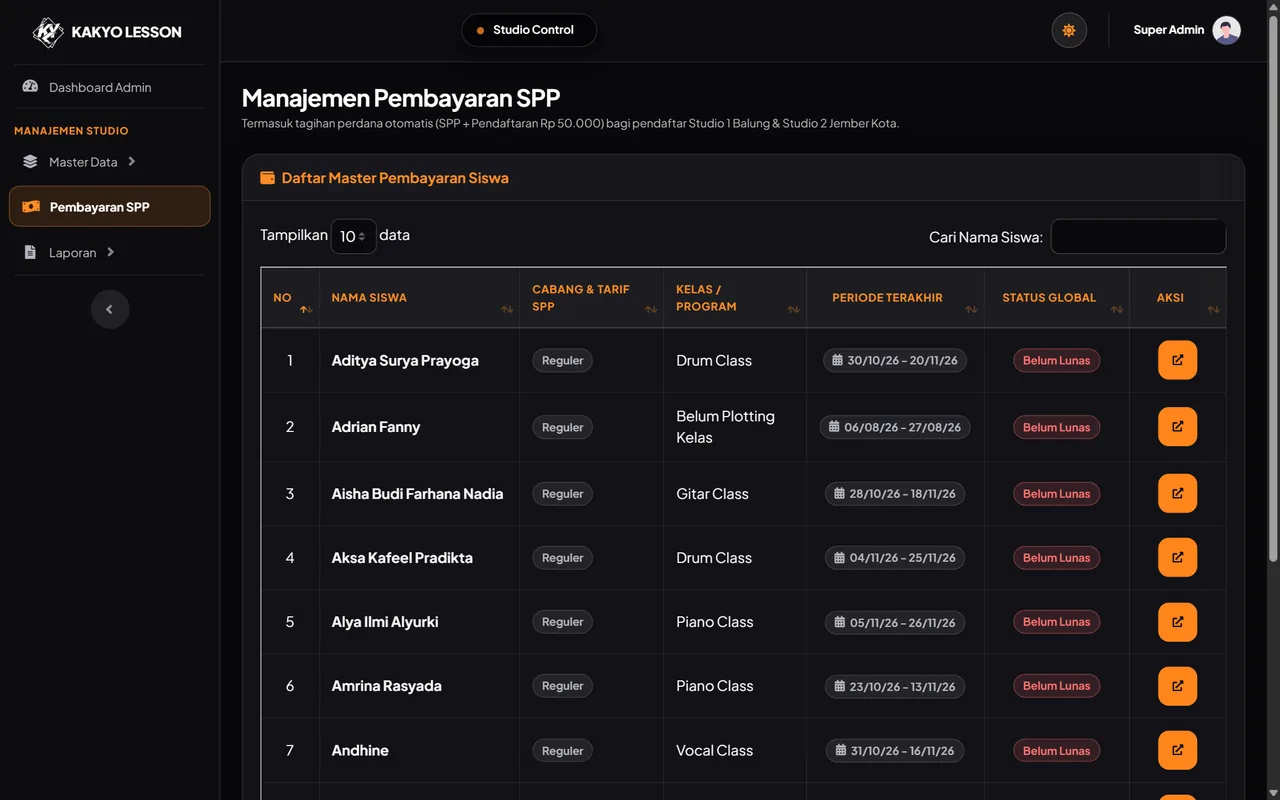 KAKYO LESSON
Studio Control
Super Admin
Dashboard Admin
MANAJEMEN STUDIO
Master Data
Pembayaran SPP
Laporan
Manajemen Pembayaran SPP
Termasuk tagihan perdana otomatis (SPP + Pendaftaran Rp 50.000) bagi pendaftar Studio 1 Balung & Studio 2 Jember Kota.
Daftar Master Pembayaran Siswa
Tampilkan 10 data
Cari Nama Siswa:
NO NAMA SISWA CABANG & TARIF SPP KELAS / PROGRAM PERIODE TERAKHIR STATUS GLOBAL AKSI
1 Aditya Surya Prayoga Reguler Drum Class 30/10/26 - 20/11/26 Belum Lunas
2 Adrian Fanny Reguler Belum Plotting Kelas 06/08/26 - 27/08/26 Belum Lunas
3 Aisha Budi Farhana Nadia Reguler Gitar Class 28/10/26 - 18/11/26 Belum Lunas
4 Aksa Kafeel Pradikta Reguler Drum Class 04/11/26 - 25/11/26 Belum Lunas
5 Alya Ilmi Alyurki Reguler Piano Class 05/11/26 - 26/11/26 Belum Lunas
6 Amrina Rasyada Reguler Piano Class 23/10/26 - 13/11/26 Belum Lunas
7 Andhine Reguler Vocal Class 31/10/26 - 16/11/26 Belum Lunas